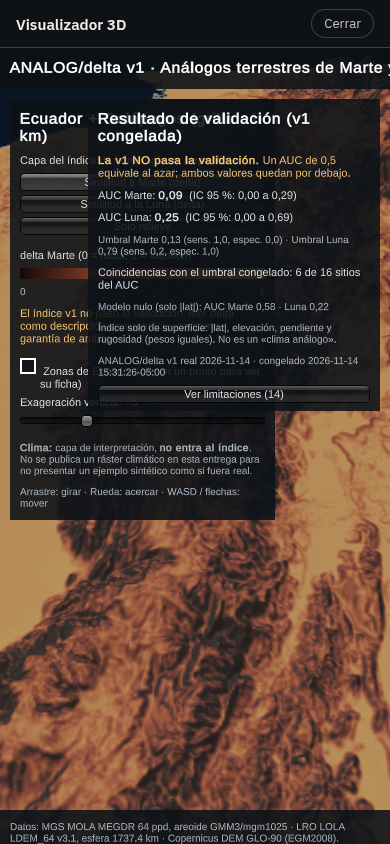 Visualizador 3D
Cerrar
ANALOG/delta v1 · Análogos terrestres de Marte y
Ecuador
km)
Capa del índic
delta Marte (0
0
El índice v1 no
como descrip
garantía de an
Zonas de
su ficha)
Exageración v
Clima: capa de interpretación, no entra al índice.
No se publica un ráster climático en esta entrega para
no presentar un ejemplo sintético como si fuera real.
Arrastre: girar · Rueda: acercar · WASD / flechas:
mover
Resultado de validación (v1
congelada)
La v1 NO pasa la validación. Un AUC de 0,5
equivale al azar; ambos valores quedan por debajo.
AUC Marte: 0,09 (IC 95 %: 0,00 a 0,29)
AUC Luna: 0,25 (IC 95 %: 0,00 a 0,69)
Umbral Marte 0,13 (sens. 1,0, espec. 0,0) · Umbral Luna
0,79 (sens. 0,2, espec. 1,0)
Coincidencias con el umbral congelado: 6 de 16 sitios
del AUC
Modelo nulo (solo |lat|): AUC Marte 0,58 · Luna 0,22
Índice solo de superficie: |lat|, elevación, pendiente y
rugosidad (pesos iguales). No es «clima análogo».
ANALOG/delta v1 real 2026-11-14 · congelado 2026-11-14
15:31:26-05:00
Ver limitaciones (14)
Datos: MGS MOLA MEGDR 64 ppd, areoide GMM3/mgm1025 · LRO LOLA
LDEM_64 v3.1, esfera 1737.4 km · Copernicus DEM GLO-90 (EGM2008).